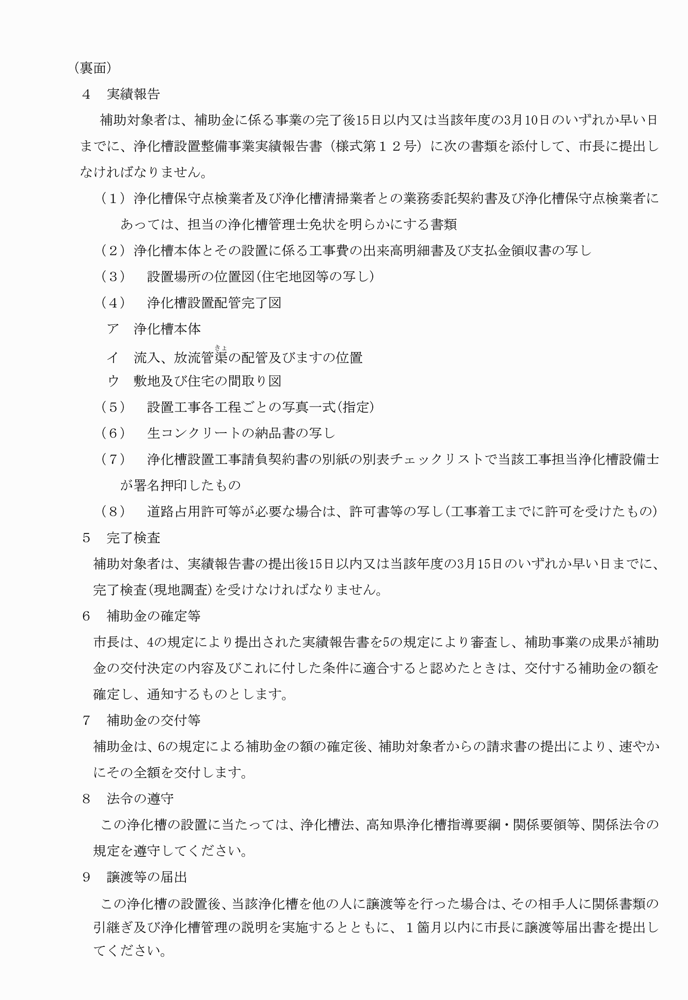 (裏面)
４　実績報告
補助対象者は、補助金に係る事業の完了後15日以内又は当該年度の3月10日のいずれか早い日
までに、浄化槽設置整備事業実績報告書（様式第１２号）に次の書類を添付して、市長に提出し
なければなりません。
（１）浄化槽保守点検業者及び浄化槽清掃業者との業務委託契約書及び浄化槽保守点検業者に
あっては、担当の浄化槽管理士免状を明らかにする書類
（２）浄化槽本体とその設置に係る工事費の出来高明細書及び支払金領収書の写し
（３）　設置場所の位置図(住宅地図等の写し)
（４）　浄化槽設置配管完了図
ア　浄化槽本体
きょ
イ　流入、放流管渠の配管及びますの位置
ウ　敷地及び住宅の間取り図
（５）　設置工事各工程ごとの写真一式(指定)
（６）　生コンクリートの納品書の写し
（７）　浄化槽設置工事請負契約書の別紙の別表チェックリストで当該工事担当浄化槽設備士
が署名押印したもの
（８）　道路占用許可等が必要な場合は、許可書等の写し(工事着工までに許可を受けたもの)
５　完了検査
補助対象者は、実績報告書の提出後15日以内又は当該年度の3月15日のいずれか早い日までに、
完了検査(現地調査)を受けなければなりません。
６　補助金の確定等
市長は、4の規定により提出された実績報告書を5の規定により審査し、補助事業の成果が補助
金の交付決定の内容及びこれに付した条件に適合すると認めたときは、交付する補助金の額を
確定し、通知するものとします。
７　補助金の交付等
補助金は、6の規定による補助金の額の確定後、補助対象者からの請求書の提出により、速やか
にその全額を交付します。
８　法令の遵守
この浄化槽の設置に当たっては、浄化槽法、高知県浄化槽指導要綱・関係要領等、関係法令の
規定を遵守してください。
９　譲渡等の届出
この浄化槽の設置後、当該浄化槽を他の人に譲渡等を行った場合は、その相手人に関係書類の
引継ぎ及び浄化槽管理の説明を実施するとともに、１箇月以内に市長に譲渡等届出書を提出し
てください。